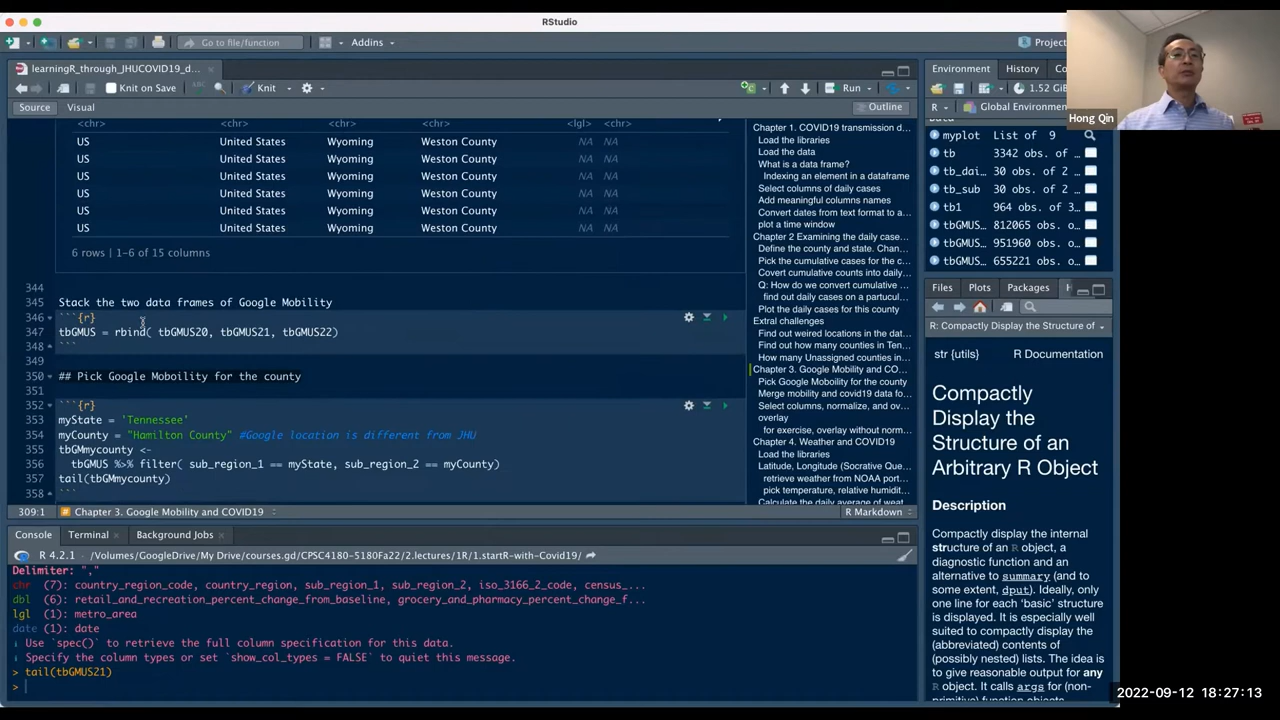 RStudio
Go to file/function
Addins
Project
Hong Qin
learningR_through_JHUCOVID19_d...
Knit on Save
Knit
Run
Source
Visual
Outline
<chr> <chr> <chr> <chr> <lgl> <chr>
US United States Wyoming Weston County NA NA
US United States Wyoming Weston County NA NA
US United States Wyoming Weston County NA NA
US United States Wyoming Weston County NA NA
US United States Wyoming Weston County NA NA
US United States Wyoming Weston County NA NA
6 rows | 1-6 of 15 columns
344
345 Stack the two data frames of Google Mobility
346 ```{r}
347 tbGMUS = rbind( tbGMUS20, tbGMUS21, tbGMUS22)
348 ```
349
350 ## Pick Google Moboility for the county
351
352 ```{r}
353 myState = 'Tennessee'
354 myCounty = "Hamilton County" #Google location is different from JHU
355 tbGMmycounty <-
356 tbGMUS %>% filter( sub_region_1 == myState, sub_region_2 == myCounty)
357 tail(tbGMmycounty)
358 ```
309:1 Chapter 3. Google Mobility and COVID19 R Markdown
Chapter 1. COVID19 transmission d...
Load the libraries
Load the data
What is a data frame?
Indexing an element in a dataframe
Select columns of daily cases
Add meaningful columns names
Convert dates from text format to a...
plot a time window
Chapter 2 Examining the daily case...
Define the county and state. Chan...
Pick the cumulative cases for the c...
Covert cumulative counts into daily...
Q: How do we convert cumulative ...
find out daily cases on a partucul...
Plot the daily cases for this county
Extral challenges
Find out weired locations in the dat...
Find out how many counties in Ten...
How many Unassigned counties in...
Chapter 3. Google Mobility and CO...
Pick Google Moboility for the county
Merge mobility and covid19 data fo...
Select columns, normalize, and ov...
overlay
for exercise, overlay without norm...
Chapter 4. Weather and COVID19
Load the libraries
Latitude, Longitude (Socrative Que...
retrieve weather from NOAA port...
pick temperature, relative humidit...
Calculate the daily average of weat...
Console
Terminal
Background Jobs
R 4.2.1 · /Volumes/GoogleDrive/My Drive/courses.gd/CPSC4180-5180Fa22/2.lectures/1R/1.startR-with-Covid19/
Delimiter: ","
chr (7): country_region_code, country_region, sub_region_1, sub_region_2, iso_3166_2_code, census_...
dbl (6): retail_and_recreation_percent_change_from_baseline, grocery_and_pharmacy_percent_change_f...
lgl (1): metro_area
date (1): date
ℹ Use `spec()` to retrieve the full column specification for this data.
ℹ Specify the column types or set `show_col_types = FALSE` to quiet this message.
> tail(tbGMUS21)
>
Environment
History
Co
1.52 GiB
R
Global Environment
Data
myplot List of 9
tb 3342 obs. of ...
tb_dai... 30 obs. of 2 ...
tb_sub 30 obs. of 2 ...
tb1 964 obs. of 3...
tbGMUS... 812065 obs. o...
tbGMUS... 951960 obs. o...
tbGMUS... 655221 obs. o...
Files
Plots
Packages
H
R: Compactly Display the Structure of
str {utils} R Documentation
Compactly
Display the
Structure of an
Arbitrary R Object
Description
Compactly display the internal
structure of an R object, a
diagnostic function and an
alternative to summary (and to
some extent, dput). Ideally, only
one line for each 'basic' structure
is displayed. It is especially well
suited to compactly display the
(abbreviated) contents of
(possibly nested) lists. The idea is
to give reasonable output for any
R object. It calls args for (non-
primitive) function objects.
2022-09-12 18:27:13